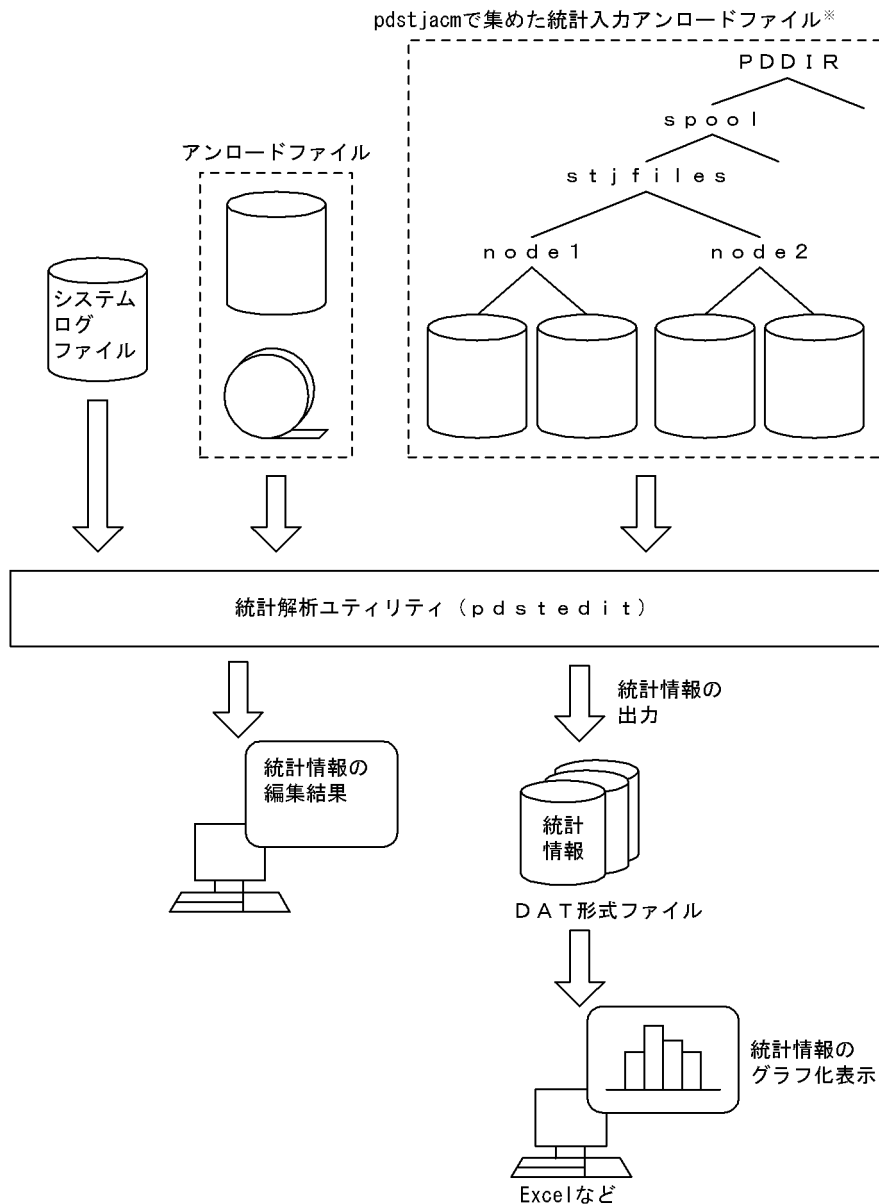 pdstjacmで集めた統計入力アンロードファイル※
ＰＤＤＩＲ
ｓｐｏｏｌ
アンロードファイル
ｓｔｊｆｉｌｅｓ
ｎｏｄｅ１
ｎｏｄｅ２
システム
ログ
ファイル
統計解析ユティリティ（ｐｄｓｔｅｄｉｔ）
統計情報の
出力
統計情報の
編集結果
統計
情報
ＤＡＴ形式ファイル
統計情報の
グラフ化表示
Excelなど